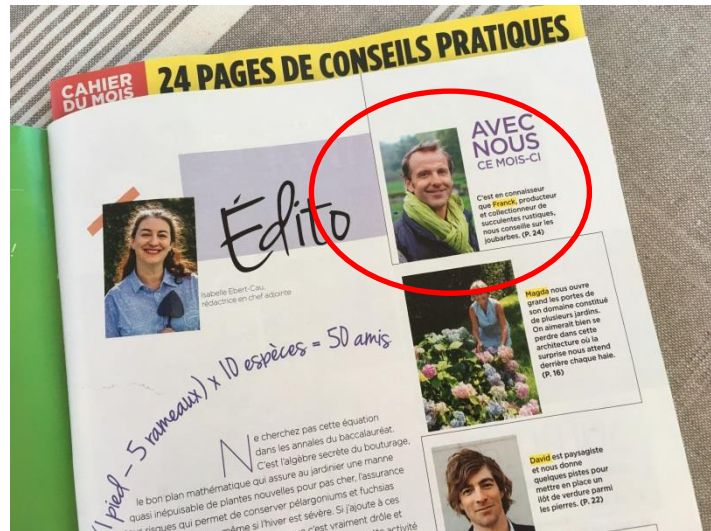 CAHIER
DU MOIS
24 PAGES DE CONSEILS PRATIQUES
Édito
Isabelle Ebert-Cau,
rédactrice en chef adjointe
AVEC
NOUS
CE MOIS-CI
C'est en connaisseur
que Franck, producteur
et collectionneur de
succulentes rustiques,
nous conseille sur les
joubarbes. (P. 24)
Magda nous ouvre
grand les portes de
son domaine constitué
de plusieurs jardins.
On aimerait bien se
perdre dans cette
architecture où la
surprise nous attend
derrière chaque haie.
(P. 16)
David est paysagiste
et nous donne
quelques pistes pour
mettre en place un
îlot de verdure parmi
les pierres. (P. 22)
1 pied – 5 rameaux) x 10 espèces = 50 amis
Ne cherchez pas cette équation
dans les annales du baccalauréat.
C'est l'algèbre secrète du bouturage,
le bon plan mathématique qui assure au jardinier une manne
quasi inépuisable de plantes nouvelles pour pas cher, l'assurance
risques qui permet de conserver pélargoniums et fuchsias
même si l'hiver est sévère. Si j'ajoute à ces
c'est vraiment drôle et
activité